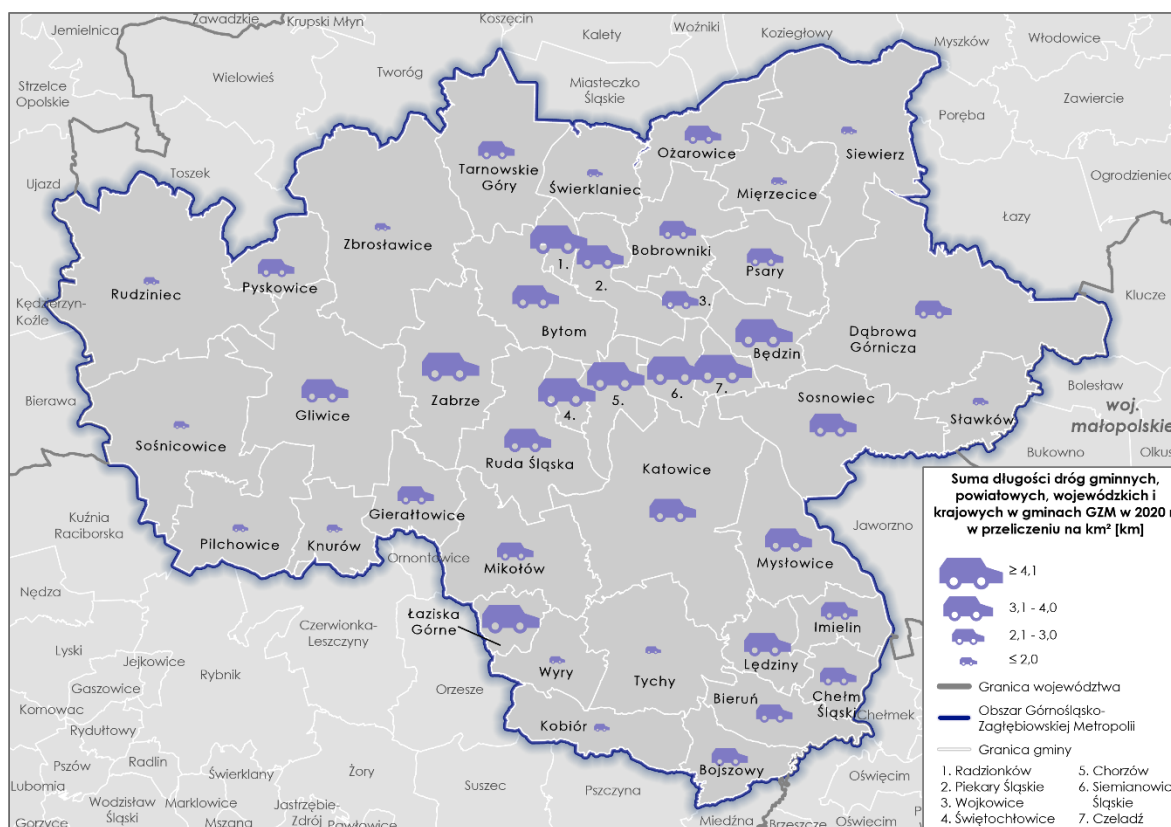 Jemielnica
Zawadzkie
Krupski Młyn
Koszęcin
Kalety
Woźniki
Koziegłowy
Myszków
Włodowice
Strzelce
Opolskie
Wielowieś
Tworóg
Miasteczko
Śląskie
Poręba
Zawiercie
Ujazd
Toszek
Ogrodzieniec
Łazy
Kędzierzyn-
Koźle
Klucze
Bierawa
Bolesław
woj.
małopolskie
Bukowno
Olkus
Kuźnia
Raciborska
Jaworzno
Ornontowice
Nędza
Czerwionka-
Leszczyny
Lyski
Jejkowice
Rybnik
Gaszowice
Orzesze
Kornowac
Rydułtowy
Chełmek
Pszów
Radlin
Lubomia
Świerklany
Żory
Suszec
Pszczyna
Oświęcim
Wodzisław
Śląski
Marklowice
Jastrzębie-
Zdrój
Gorzyce
Mszana
Pawłowice
Miedźna
Brzeszcze
Oświęcim
Tarnowskie
Góry
Świerklaniec
Ożarowice
Mięrzecice
Siewierz
Zbrosławice
Bobrowniki
Psary
Rudziniec
Pyskowice
1.
2.
3.
Bytom
Będzin
Dąbrowa
Górnicza
Gliwice
Zabrze
4.
5.
6.
7.
Sosnowiec
Sławków
Sośnicowice
Ruda Śląska
Katowice
Gierałtowice
Pilchowice
Knurów
Mikołów
Mysłowice
Łaziska
Górne
Imielin
Wyry
Tychy
Lędziny
Chełm
Śląski
Bieruń
Kobiór
Bojszowy
Suma długości dróg gminnych,
powiatowych, wojewódzkich i
krajowych w gminach GZM w 2020 r
w przeliczeniu na km² [km]
≥ 4,1
3,1 - 4,0
2,1 - 3,0
≤ 2,0
Granica województwa
Obszar Górnośląsko-
Zagłębiowskiej Metropolii
Granica gminy
1. Radzionków
2. Piekary Śląskie
3. Wojkowice
4. Świętochłowice
5. Chorzów
6. Siemianowic
Śląskie
7. Czeladź